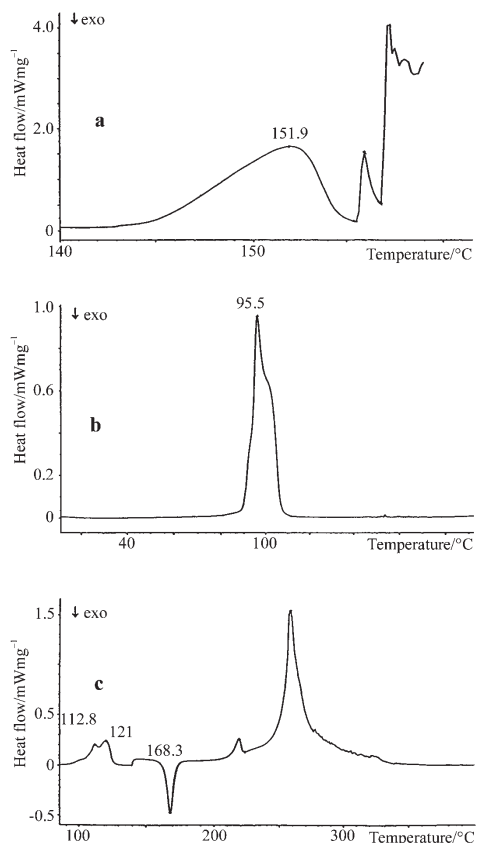 4.0
↓ exo
Heat flow/mWmg⁻¹
a
151.9
2.0
0
140
150
Temperature/°C
1.0
95.5
↓ exo
Heat flow/mWmg⁻¹
0.6
b
0.2
0
40
100
Temperature/°C
1.5
↓ exo
Heat flow/mWmg⁻¹
c
0.5
112.8
121
168.3
0
-0.5
100
200
300
Temperature/°C